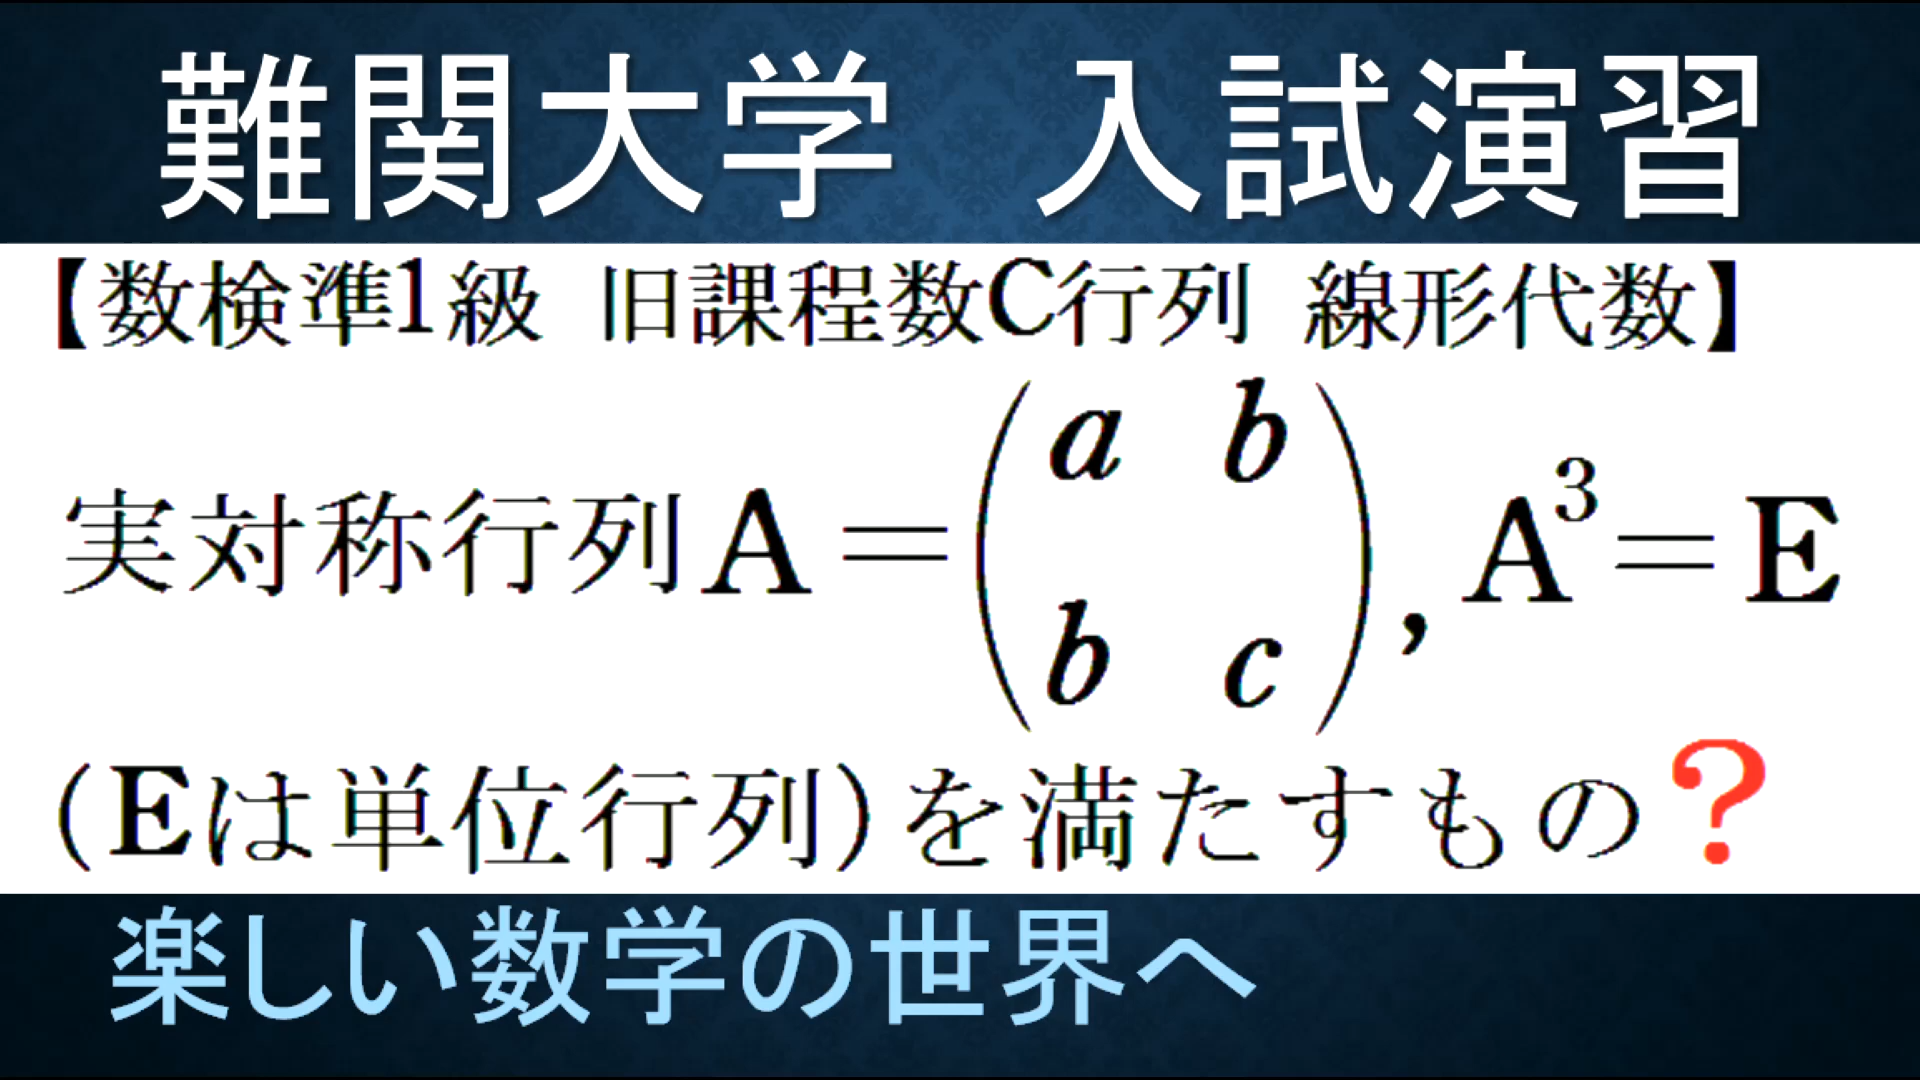 難関大学 入試演習
【数検準1級 旧課程数C行列 線形代数】
実対称行列A=(a b
b c), A³=E
(Eは単位行列)を満たすもの?
楽しい数学の世界へ